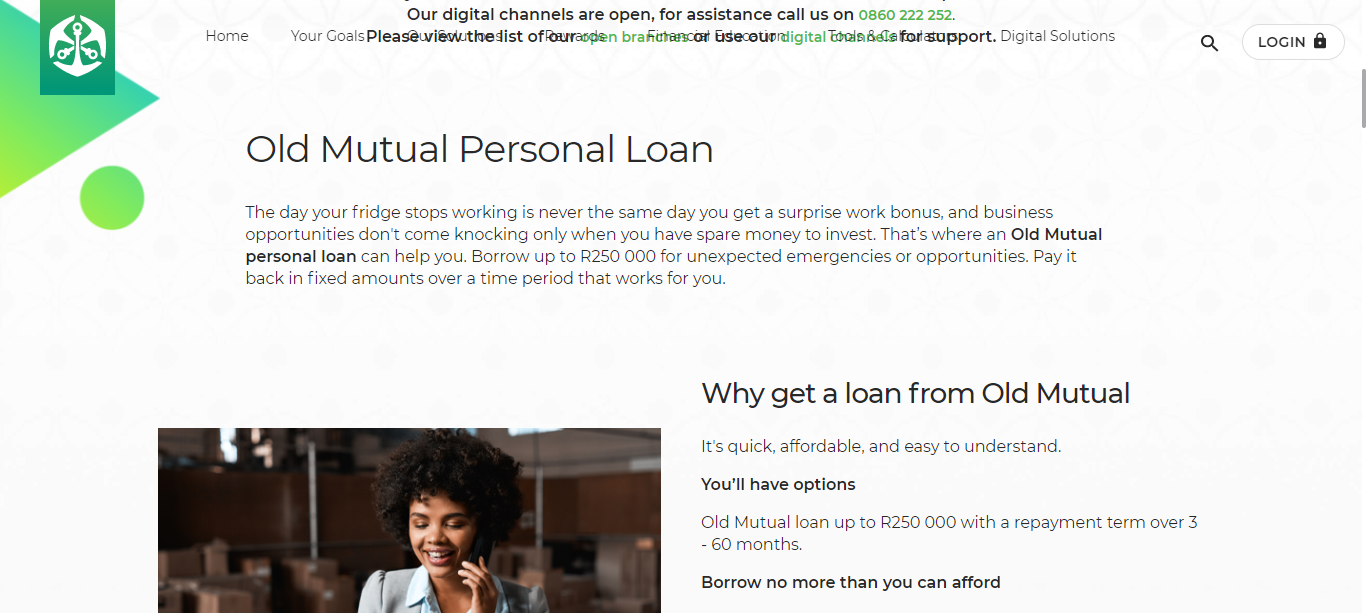 Our digital channels are open, for assistance call us on 0860 222 252.
Please view the list of our open branches or use our digital channels for support.
Home
Your Goals
Our Solutions
Rewards
Financial Education
Tools & Calculators
Digital Solutions
LOGIN
Old Mutual Personal Loan
The day your fridge stops working is never the same day you get a surprise work bonus, and business
opportunities don't come knocking only when you have spare money to invest. That’s where an Old Mutual
personal loan can help you. Borrow up to R250 000 for unexpected emergencies or opportunities. Pay it
back in fixed amounts over a time period that works for you.
Why get a loan from Old Mutual
It's quick, affordable, and easy to understand.
You’ll have options
Old Mutual loan up to R250 000 with a repayment term over 3
- 60 months.
Borrow no more than you can afford